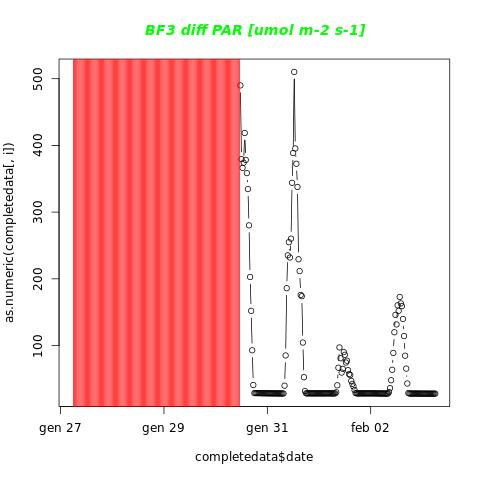 BF3 diff PAR [umol m-2 s-1]
as.numeric(completedata[, i])
500
400
300
200
100
gen 27
gen 29
gen 31
feb 02
completedata$date